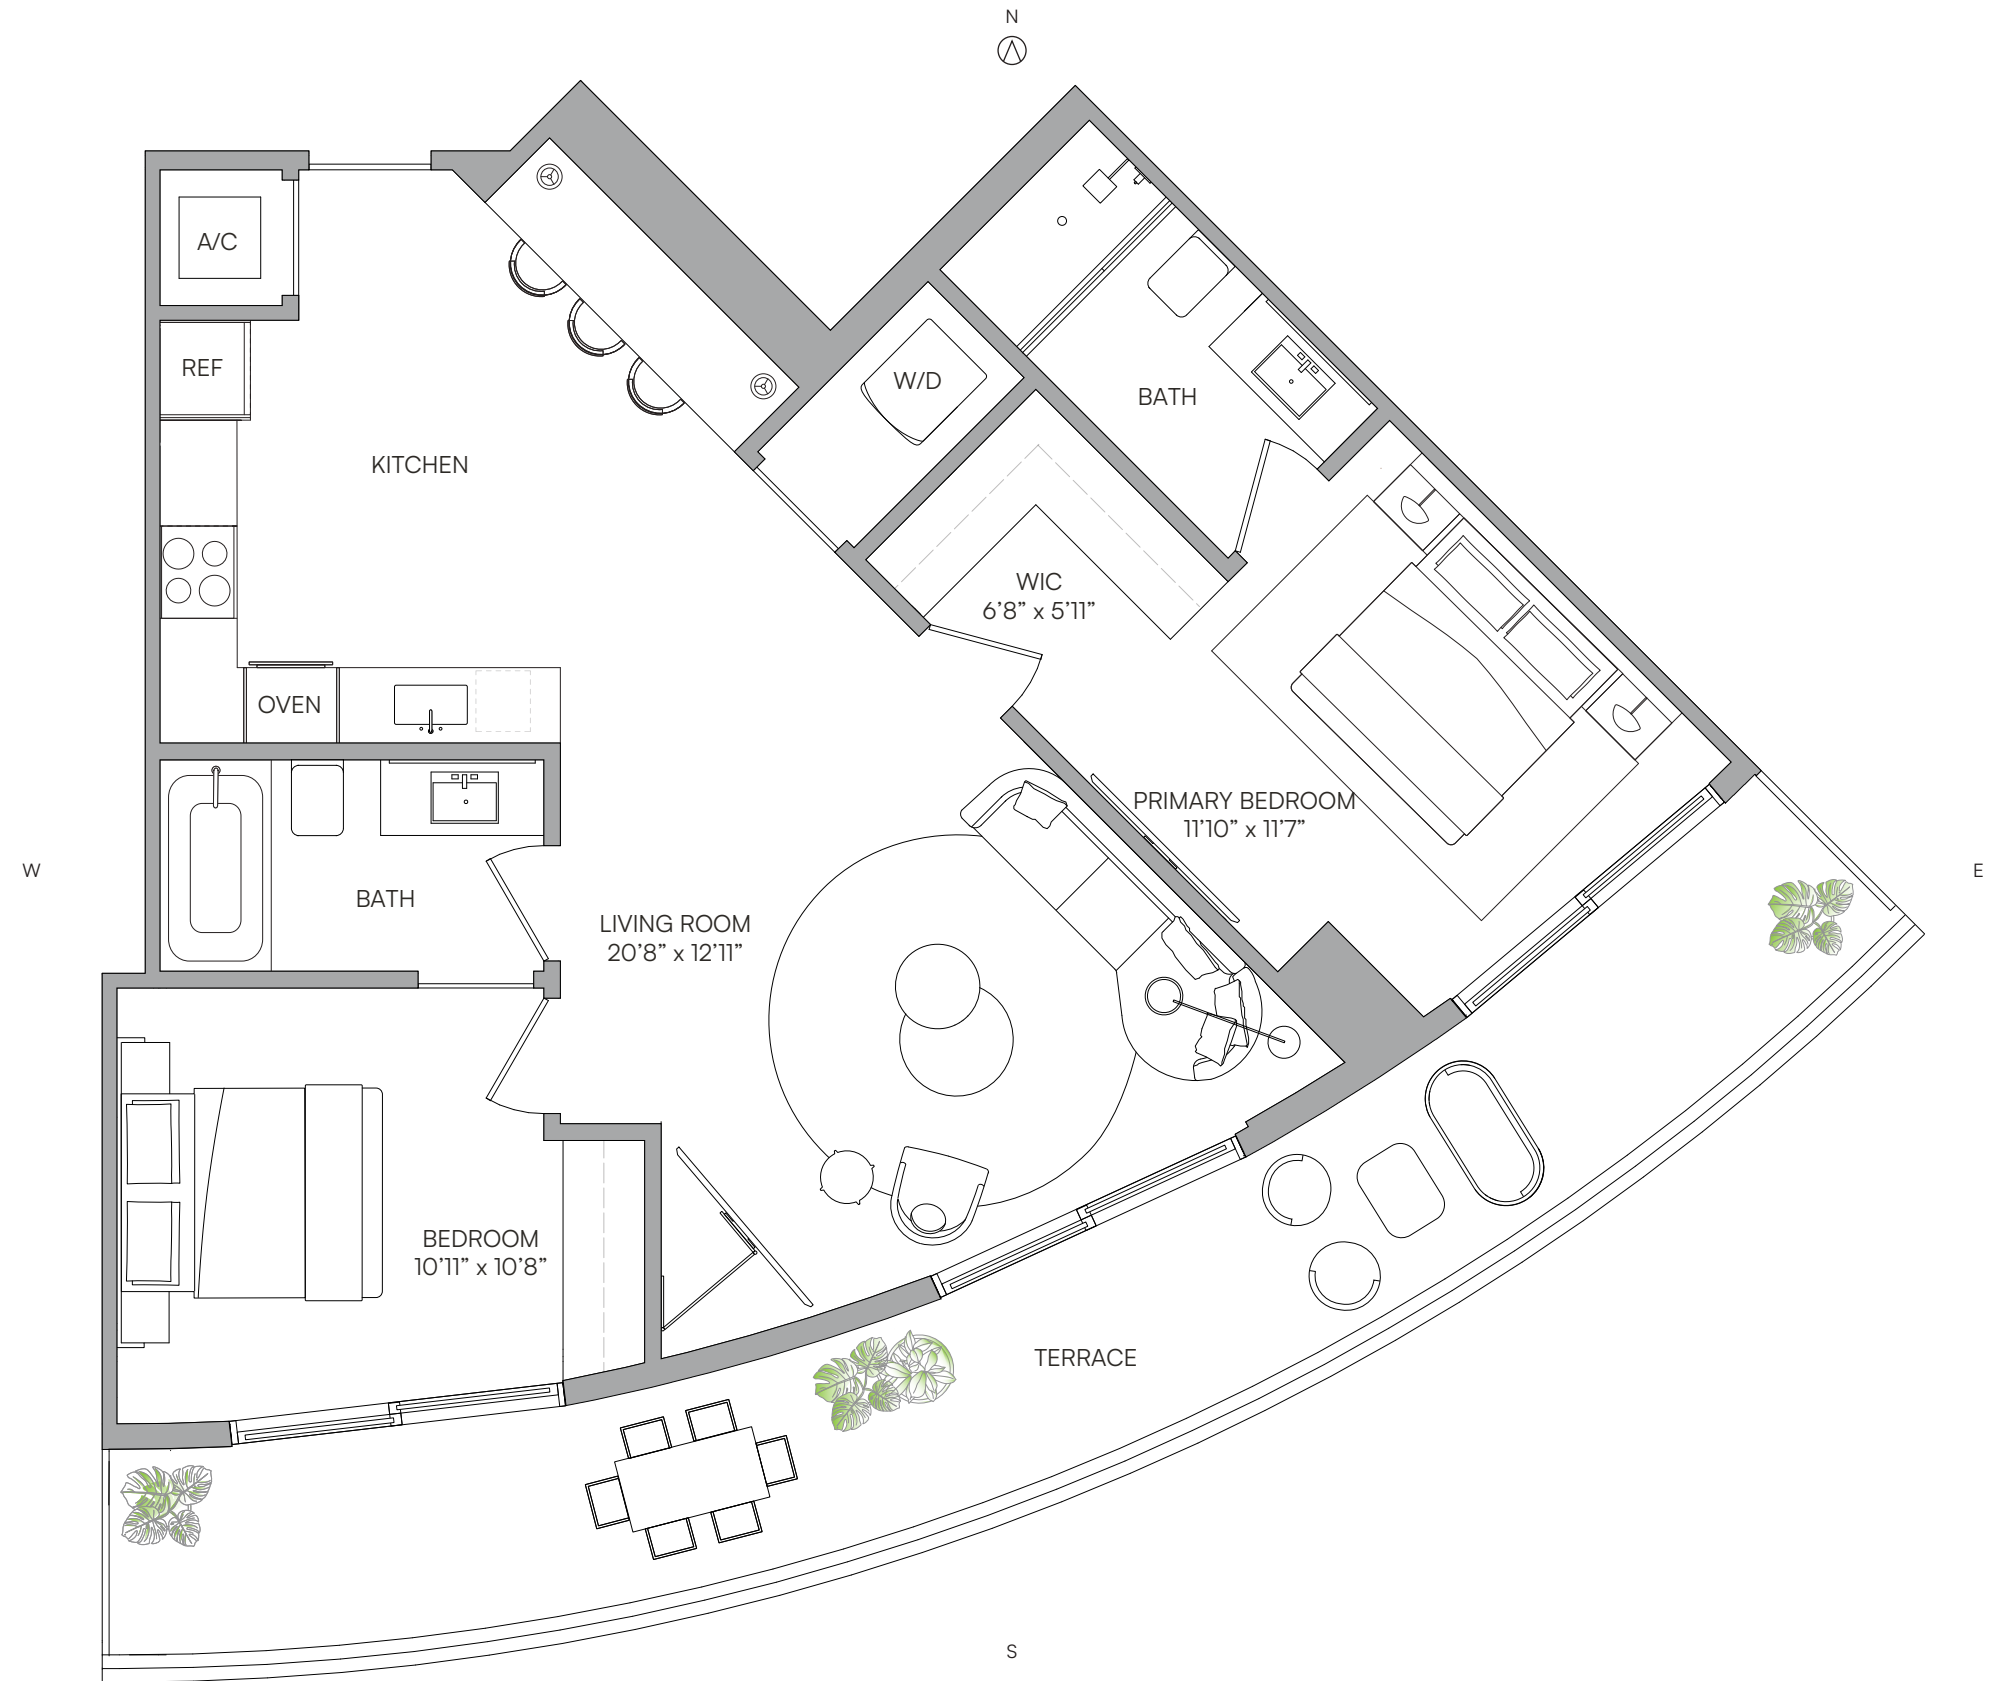 N
A/C
REF
W/D
BATH
KITCHEN
WIC
6’8” x 5’11”
OVEN
PRIMARY BEDROOM
11’10” x 11’7”
W
E
BATH
LIVING ROOM
20’8” x 12’11”
BEDROOM
10’11” x 10’8”
TERRACE
S